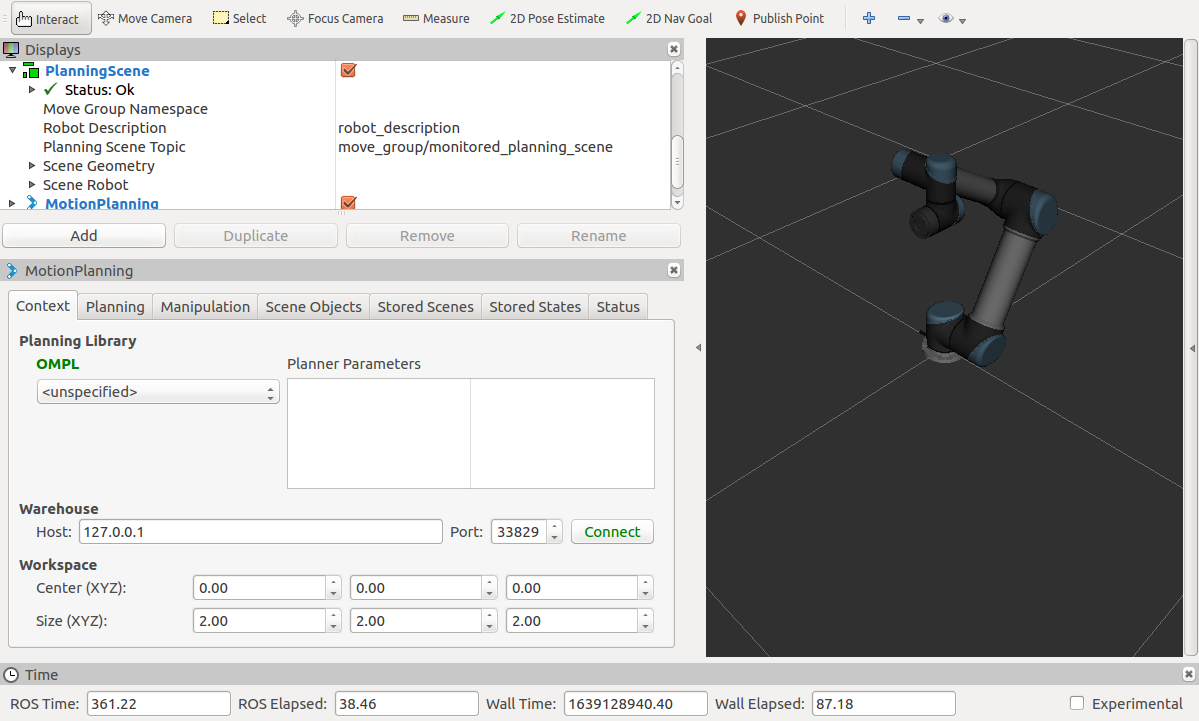 Interact Move Camera Select Focus Camera Measure 2D Pose Estimate 2D Nav Goal Publish Point
Displays
PlanningScene
Status: Ok
Move Group Namespace
Robot Description robot_description
Planning Scene Topic move_group/monitored_planning_scene
Scene Geometry
Scene Robot
MotionPlanning
Add Duplicate Remove Rename
MotionPlanning
Context Planning Manipulation Scene Objects Stored Scenes Stored States Status
Planning Library
OMPL Planner Parameters
<unspecified>
Warehouse
Host: 127.0.0.1 Port: 33829 Connect
Workspace
Center (XYZ): 0.00 0.00 0.00
Size (XYZ): 2.00 2.00 2.00
Time
ROS Time: 361.22 ROS Elapsed: 38.46 Wall Time: 1639128940.40 Wall Elapsed: 87.18 Experimental